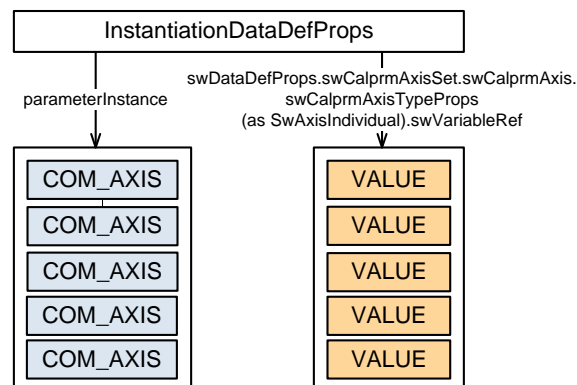 InstantiationDataDefProps
parameterInstance
swDataDefProps.swCalprmAxisSet.swCalprmAxis.
swCalprmAxisTypeProps
(as SwAxisIndividual).swVariableRef
COM_AXIS
COM_AXIS
COM_AXIS
COM_AXIS
COM_AXIS
VALUE
VALUE
VALUE
VALUE
VALUE